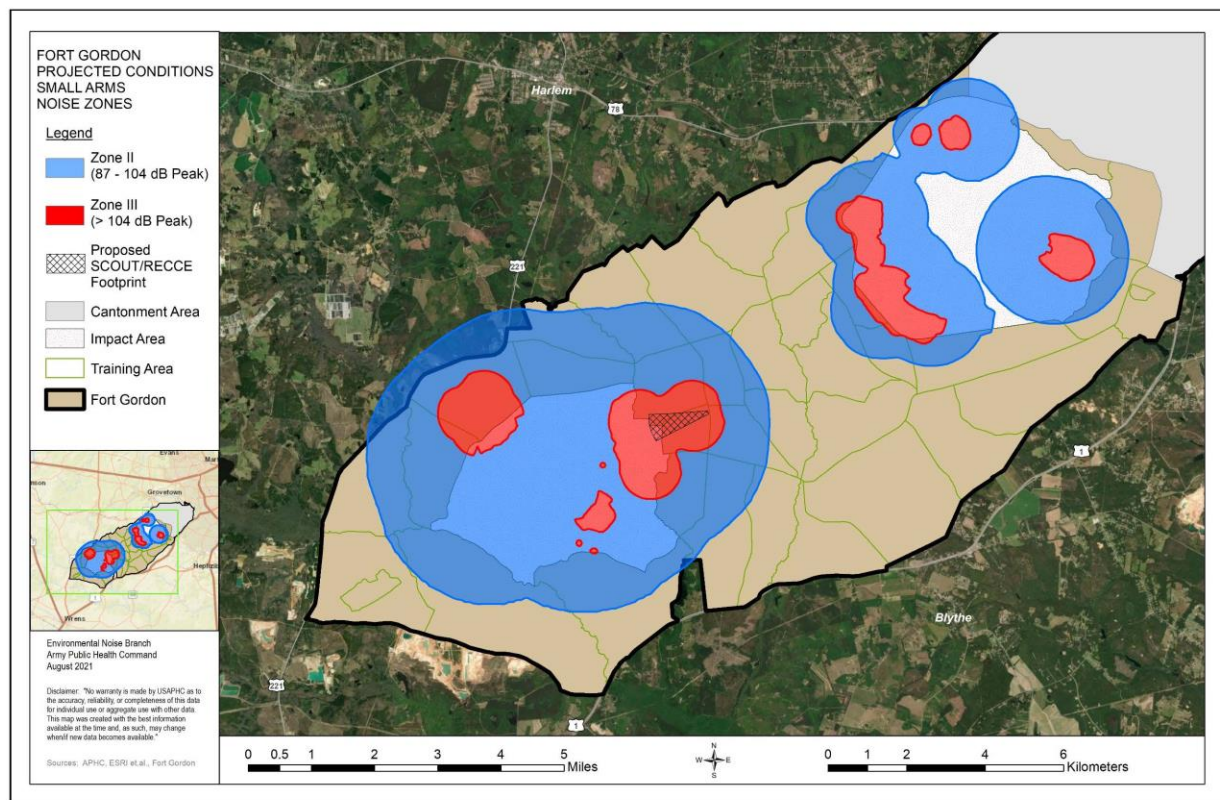 FORT GORDON
PROJECTED CONDITIONS
SMALL ARMS
NOISE ZONES
Legend
Zone II
(87 - 104 dB Peak)
Zone III
(> 104 dB Peak)
Proposed
SCOUT/RECCE
Footprint
Cantonment Area
Impact Area
Training Area
Fort Gordon
Evans
Grovetown
Wrens
1
Environmental Noise Branch
Army Public Health Command
August 2021
Disclaimer: "No warranty is made by USAPHC as to
the accuracy, reliability, or completeness of this data
for individual use or aggregate use with other data.
This map was created with the best information
available at the time and, as such, may change
when/if new data becomes available."
Sources: APHC, ESRI et.al., Fort Gordon
Harlem
78
221
1
Blythe
221
1
0 0.5 1 2 3 4 5
Miles
N
W E
S
0 1 2 4 6
Kilometers